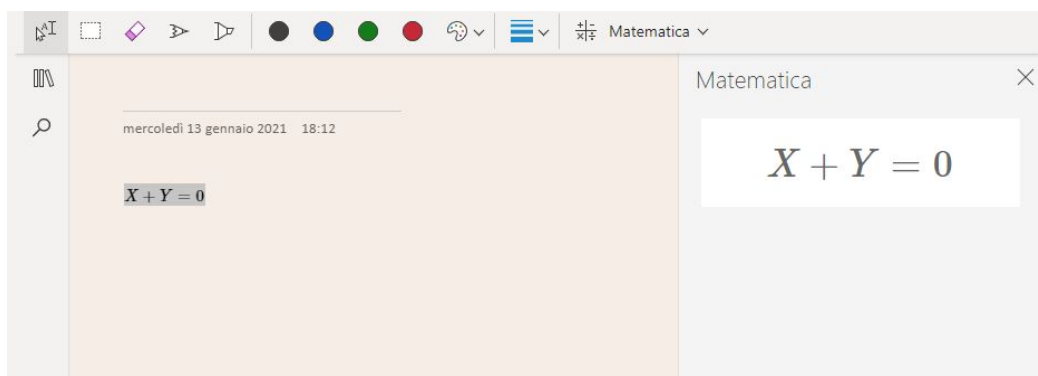 Matematica
Matematica
mercoledì 13 gennaio 2021 18:12
X + Y = 0
X + Y = 0